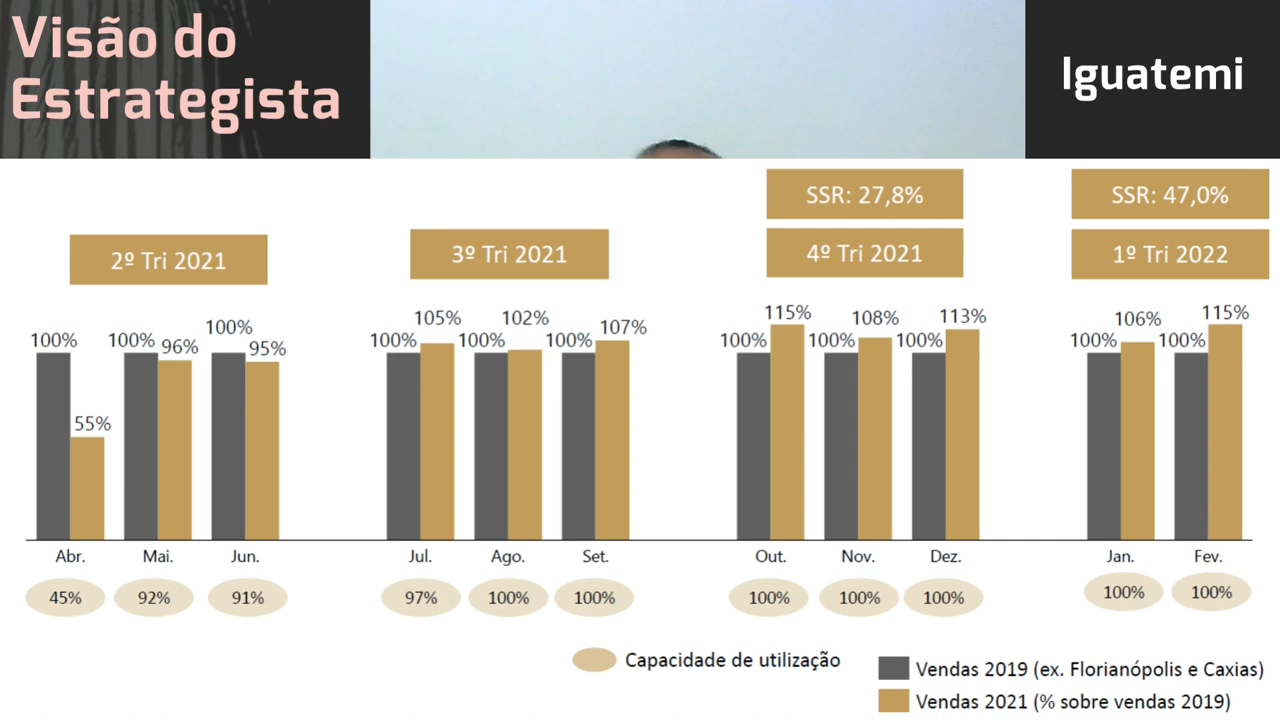 Visão do
Estrategista
Iguatemi
SSR: 27,8%
SSR: 47,0%
2º Tri 2021
3º Tri 2021
4º Tri 2021
1º Tri 2022
100% 55% 100% 96% 100% 95% 100% 105% 100% 102% 100% 107% 100% 115% 100% 108% 100% 113% 100% 106% 100% 115%
Abr. Mai. Jun. Jul. Ago. Set. Out. Nov. Dez. Jan. Fev.
45% 92% 91% 97% 100% 100% 100% 100% 100% 100% 100%
Capacidade de utilização
Vendas 2019 (ex. Florianópolis e Caxias)
Vendas 2021 (% sobre vendas 2019)